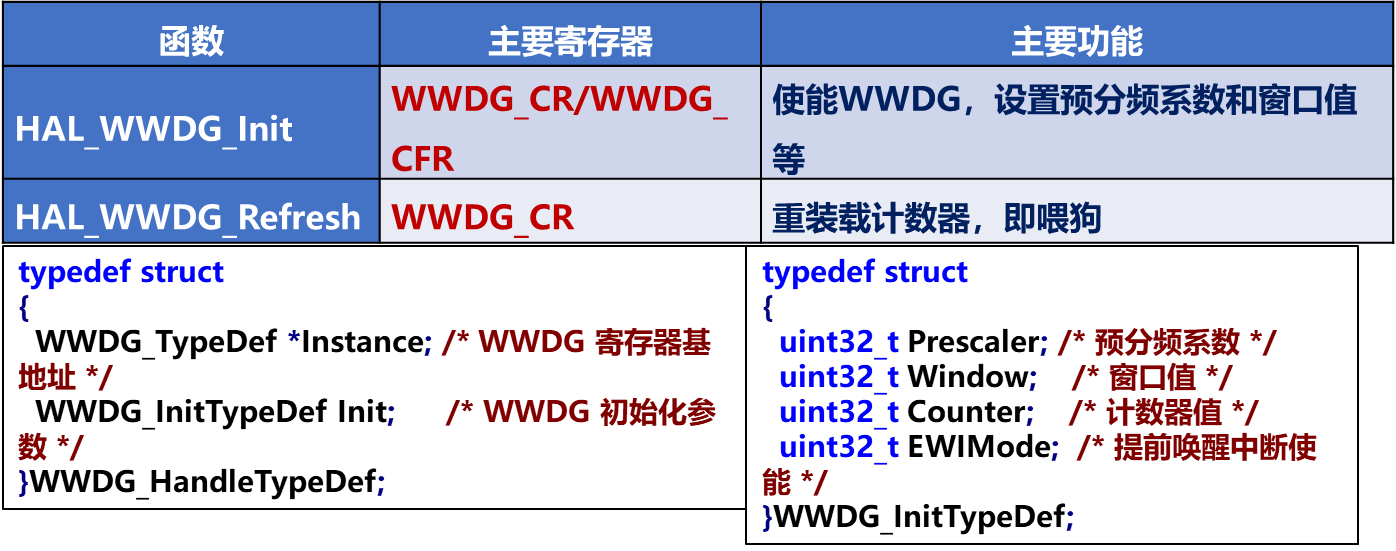 函数 主要寄存器 主要功能
HAL_WWDG_Init WWDG_CR/WWDG_CFR 使能WWDG，设置预分频系数和窗口值等
HAL_WWDG_Refresh WWDG_CR 重装载计数器，即喂狗
typedef struct
{
WWDG_TypeDef *Instance; /* WWDG 寄存器基
地址 */
WWDG_InitTypeDef Init; /* WWDG 初始化参
数 */
}WWDG_HandleTypeDef;
typedef struct
{
uint32_t Prescaler; /* 预分频系数 */
uint32_t Window; /* 窗口值 */
uint32_t Counter; /* 计数器值 */
uint32_t EWIMode; /* 提前唤醒中断使
能 */
}WWDG_InitTypeDef;